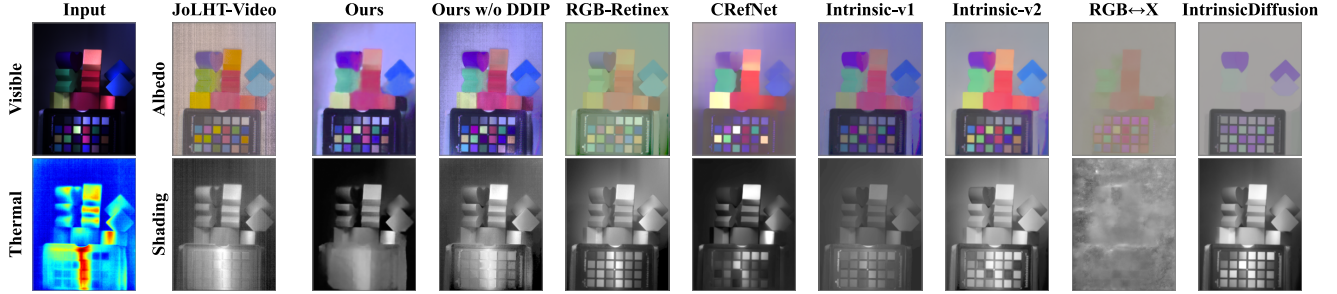 Input JoLHT-Video Ours Ours w/o DDIP RGB-Retinex CRefNet Intrinsic-v1 Intrinsic-v2 RGB↔X IntrinsicDiffusion
Visible
Albedo
Thermal
Shading